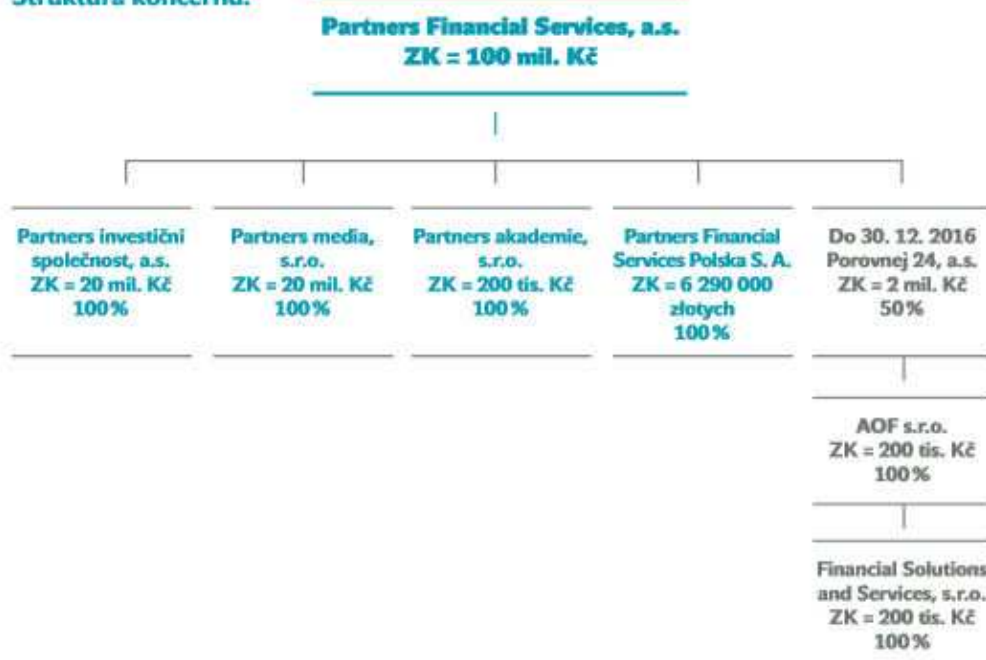 Struktura koncernu:
Partners Financial Services, a.s.
ZK = 100 mil. Kč
Partners investiční
společnost, a.s.
ZK = 20 mil. Kč
100%
Partners media,
s.r.o.
ZK = 20 mil. Kč
100%
Partners akademie,
s.r.o.
ZK = 200 tis. Kč
100%
Partners Financial
Services Polska S. A.
ZK = 6 290 000
złotych
100%
Do 30. 12. 2016
Porovnej 24, a.s.
ZK = 2 mil. Kč
50%
AOF s.r.o.
ZK = 200 tis. Kč
100%
Financial Solutions
and Services, s.r.o.
ZK = 200 tis. Kč
100%